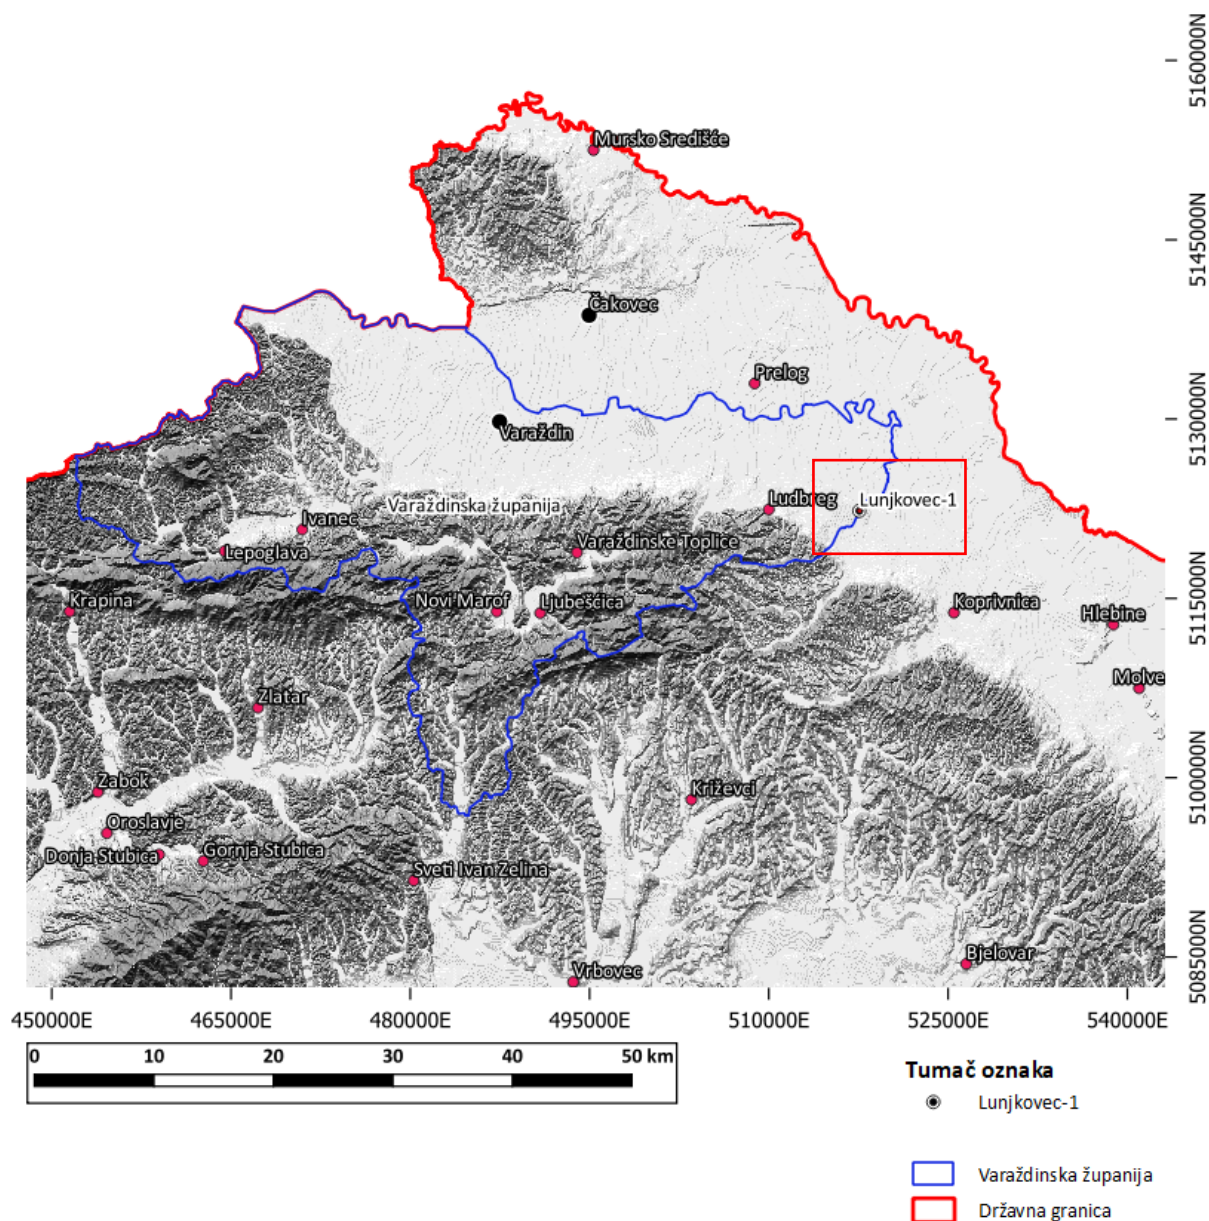 5160000N
Mursko Središće
5145000N
Čakovec
Prelog
5130000N
Varaždin
Varaždinska županija
Ludbreg
Lunjkovec-1
Ivanec
Lepoglava
Varaždinske Toplice
5115000N
Krapina
Novi Marof
Ljubešćica
Koprivnica
Hlebine
Molve
Zlatar
5100000N
Zabok
Križevci
Oroslavje
Donja Stubica
Gornja Stubica
Sveti Ivan Zelina
5085000N
Vrbovec
Bjelovar
450000E 465000E 480000E 495000E 510000E 525000E 540000E
0 10 20 30 40 50 km
Tumač oznaka
Lunjkovec-1
Varaždinska županija
Državna granica